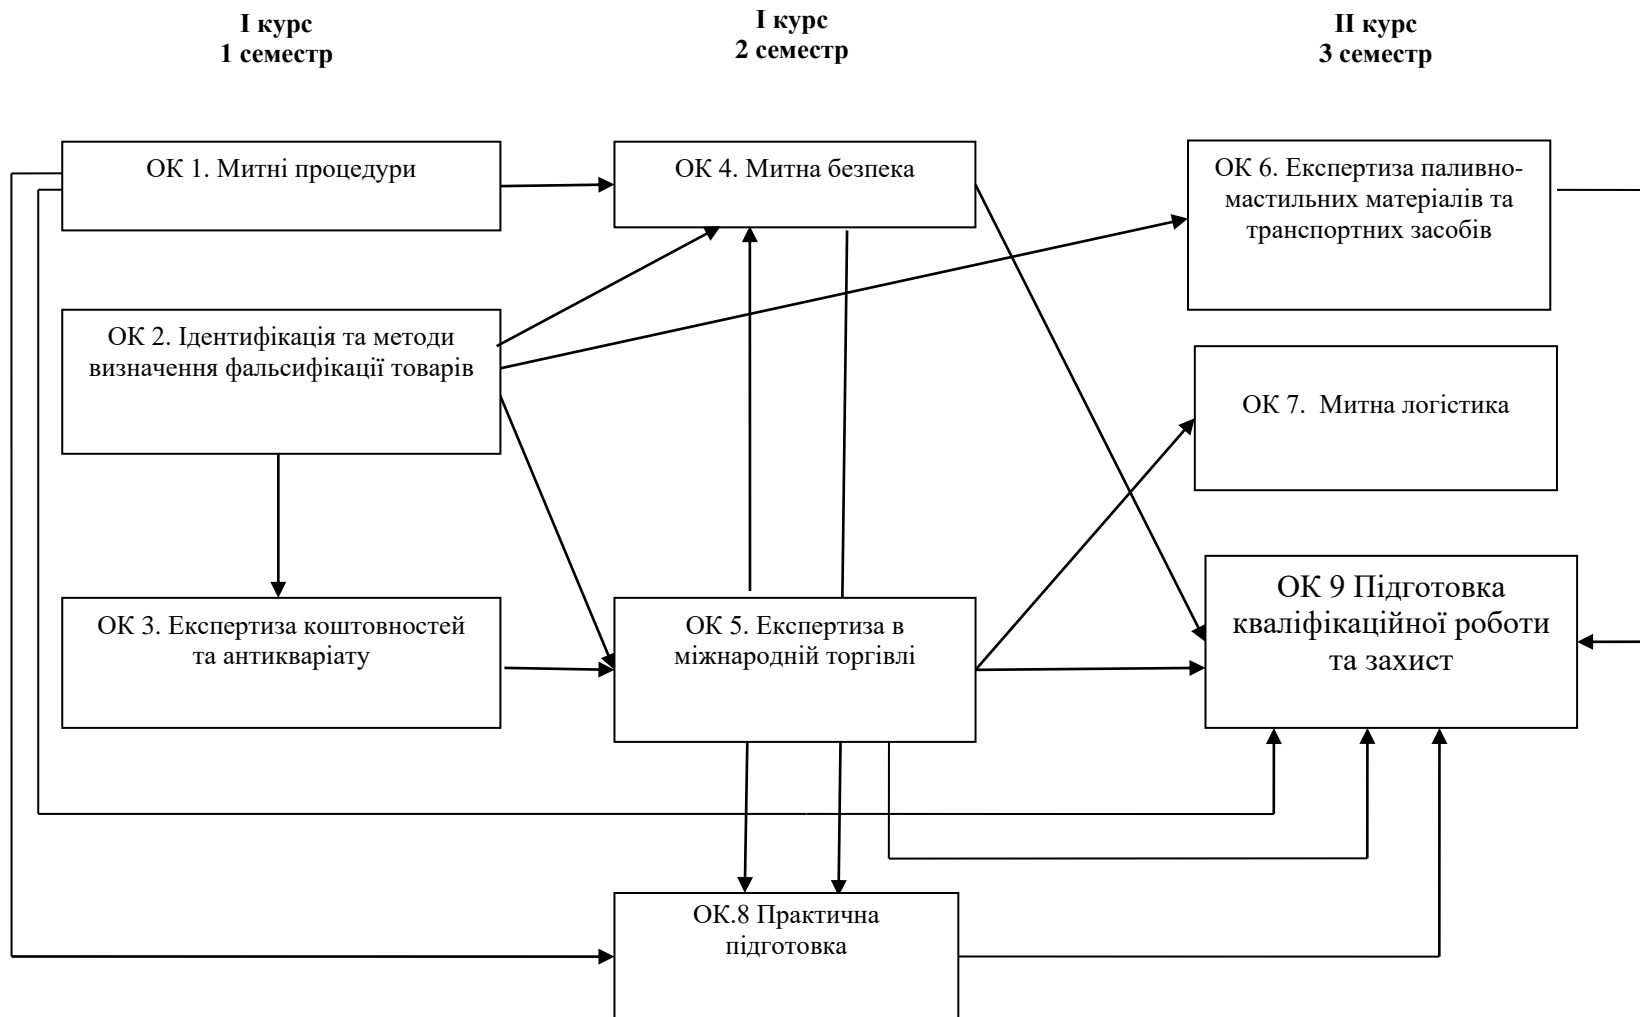 І курс
1 семестр
І курс
2 семестр
ІІ курс
3 семестр
ОК 1. Митні процедури
ОК 4. Митна безпека
ОК 6. Експертиза паливно-
мастильних матеріалів та
транспортних засобів
ОК 2. Ідентифікація та методи
визначення фальсифікації товарів
ОК 7. Митна логістика
ОК 3. Експертиза коштовностей
та антикваріату
ОК 5. Експертиза в
міжнародній торгівлі
ОК 9 Підготовка
кваліфікаційної роботи
та захист
ОК.8 Практична
підготовка